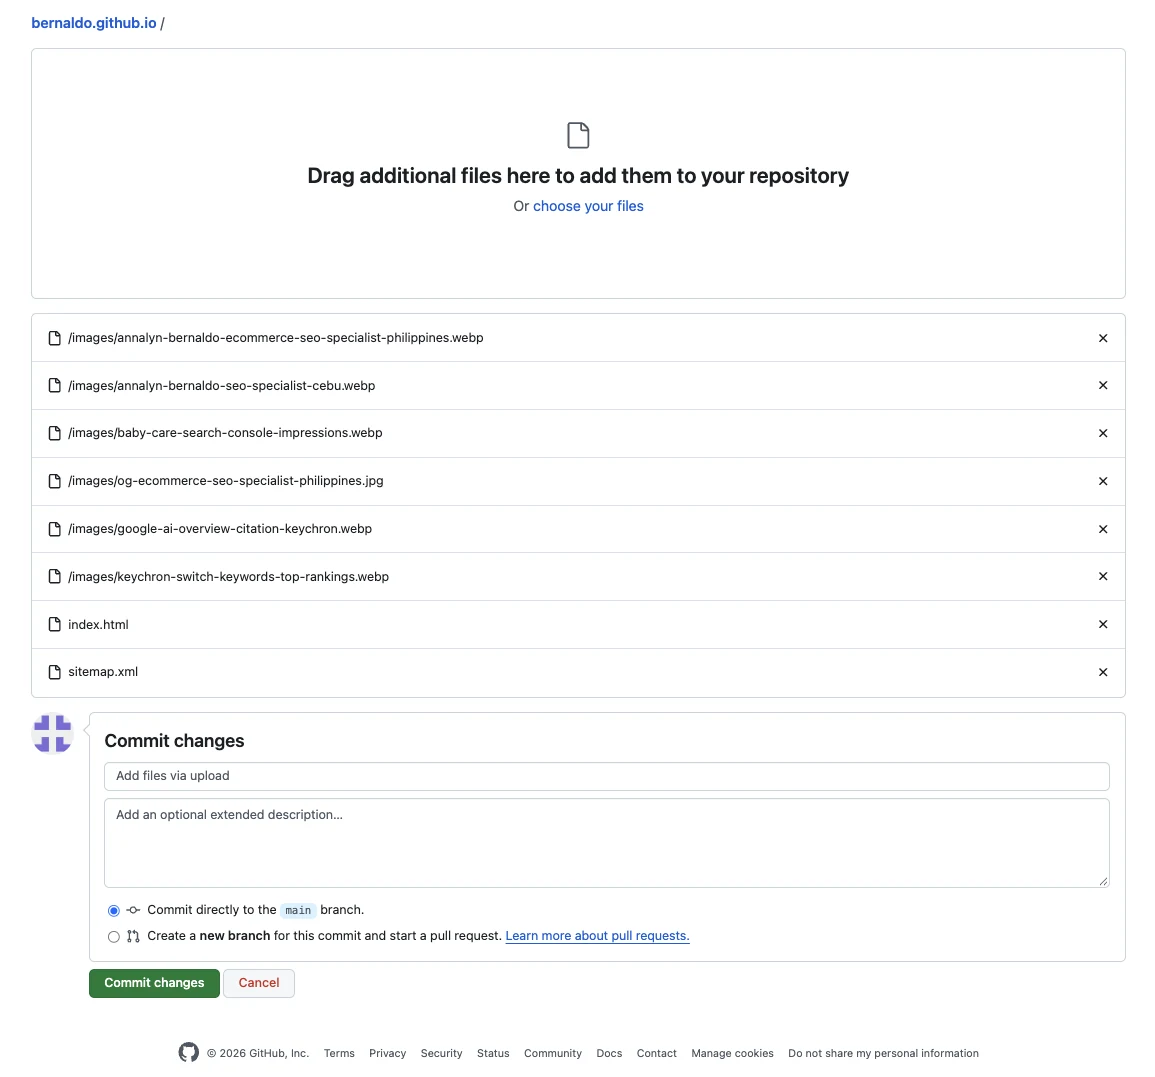 bernaldo.github.io /
Drag additional files here to add them to your repository
Or choose your files
/images/annalyn-bernaldo-ecommerce-seo-specialist-philippines.webp
/images/annalyn-bernaldo-seo-specialist-cebu.webp
/images/baby-care-search-console-impressions.webp
/images/og-ecommerce-seo-specialist-philippines.jpg
/images/google-ai-overview-citation-keychron.webp
/images/keychron-switch-keywords-top-rankings.webp
index.html
sitemap.xml
Commit changes
Add files via upload
Add an optional extended description…
Commit directly to the main branch.
Create a new branch for this commit and start a pull request. Learn more about pull requests.
Commit changes Cancel
© 2026 GitHub, Inc. Terms Privacy Security Status Community Docs Contact Manage cookies Do not share my personal information